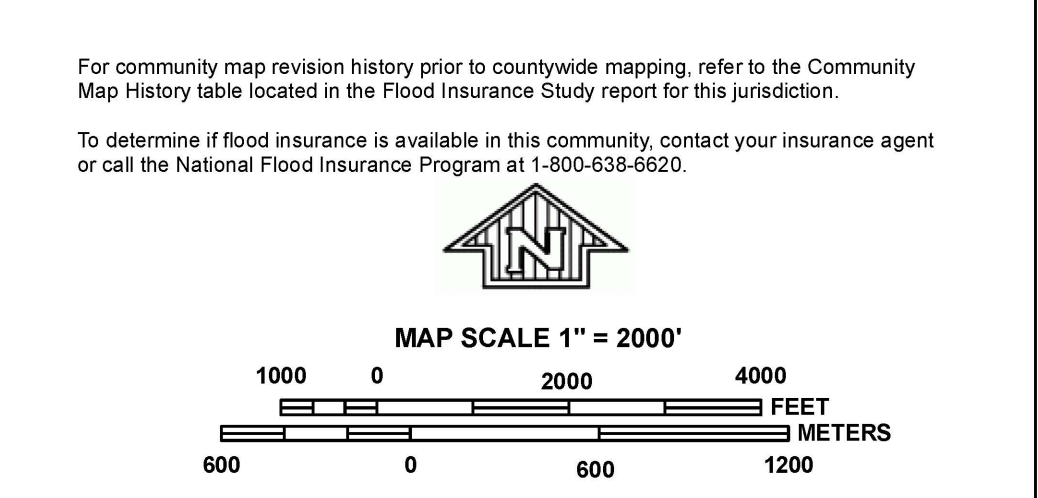 For community map revision history prior to countywide mapping, refer to the Community
Map History table located in the Flood Insurance Study report for this jurisdiction.
To determine if flood insurance is available in this community, contact your insurance agent
or call the National Flood Insurance Program at 1-800-638-6620.
N
MAP SCALE 1" = 2000'
1000 0 2000 4000
FEET
METERS
600 0 600 1200